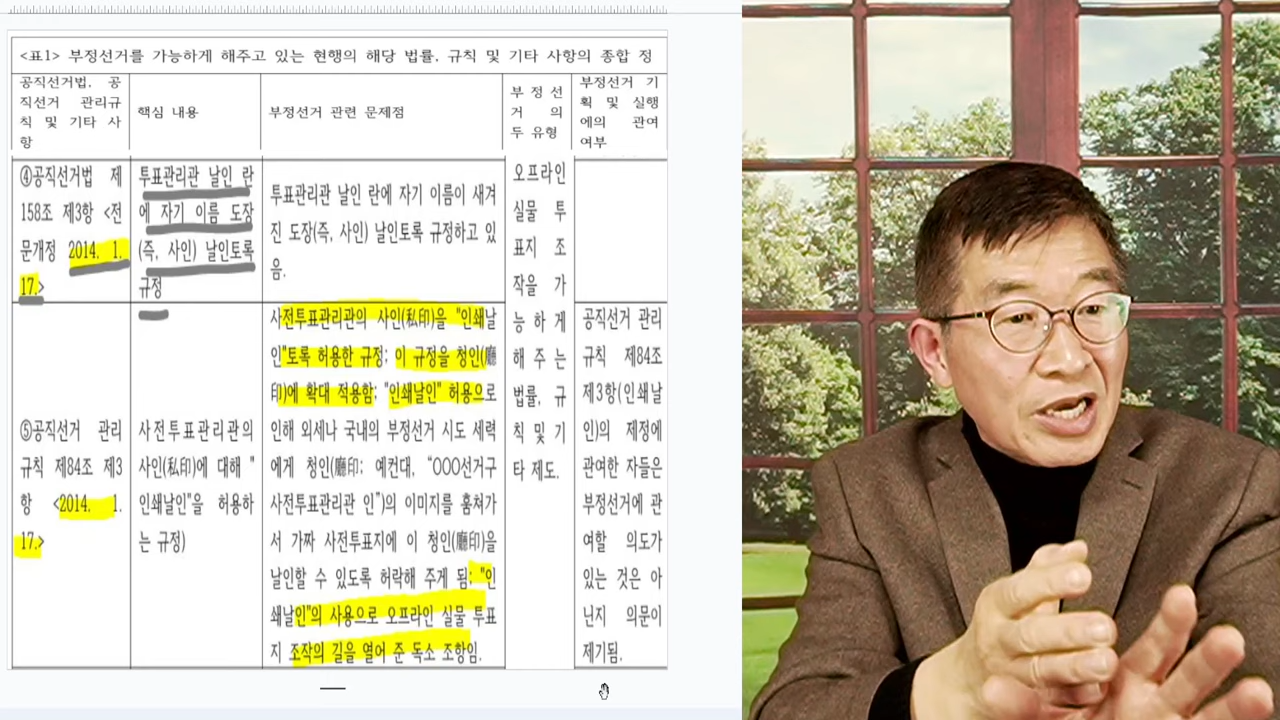 <표1> 부정선거를 가능하게 해주고 있는 현행의 해당 법률, 규칙 및 기타 사항의 종합 정
공직선거법, 공
직선거 관리규
칙 및 기타 사
항
핵심 내용
부정선거 관련 문제점
부 정 선
거 의
두 유형
부정선거 기
획 및 실행
에의 관여
여부
④공직선거법 제
158조 제3항 <전
문개정 2014. 1.
17.>
투표관리관 날인 란
에 자기 이름 도장
(즉, 사인) 날인토록
규정
투표관리관 날인 란에 자기 이름이 새겨
진 도장(즉, 사인) 날인토록 규정하고 있
음.
오프라인
실물 투
표지 조
작을 가
능 하 게
해 주 는
법률, 규
칙 및 기
타 제도.
⑤공직선거 관리
규칙 제84조 제3
항 <2014. 1.
17.>
사전투표관리관의
사인(私印)에 대해 "
인쇄날인"을 허용하
는 규정)
사전투표관리관의 사인(私印)을 "인쇄날
인"토록 허용한 규정; 이 규정을 청인(廳
印)에 확대 적용함; "인쇄날인" 허용으로
인해 외세나 국내의 부정선거 시도 세력
에게 청인(廳印; 예컨대, “OOO선거구
사전투표관리관 인”)의 이미지를 훔쳐가
서 가짜 사전투표지에 이 청인(廳印)을
날인할 수 있도록 허락해 주게 됨; "인
쇄날인"의 사용으로 오프라인 실물 투표
지 조작의 길을 열어 준 독소 조항임.
공직선거 관리
규칙 제84조
제3항(인쇄날
인)의 제정에
관여한 자들은
부정선거에 관
여할 의도가
있는 것은 아
닌지 의문이
제기됨.